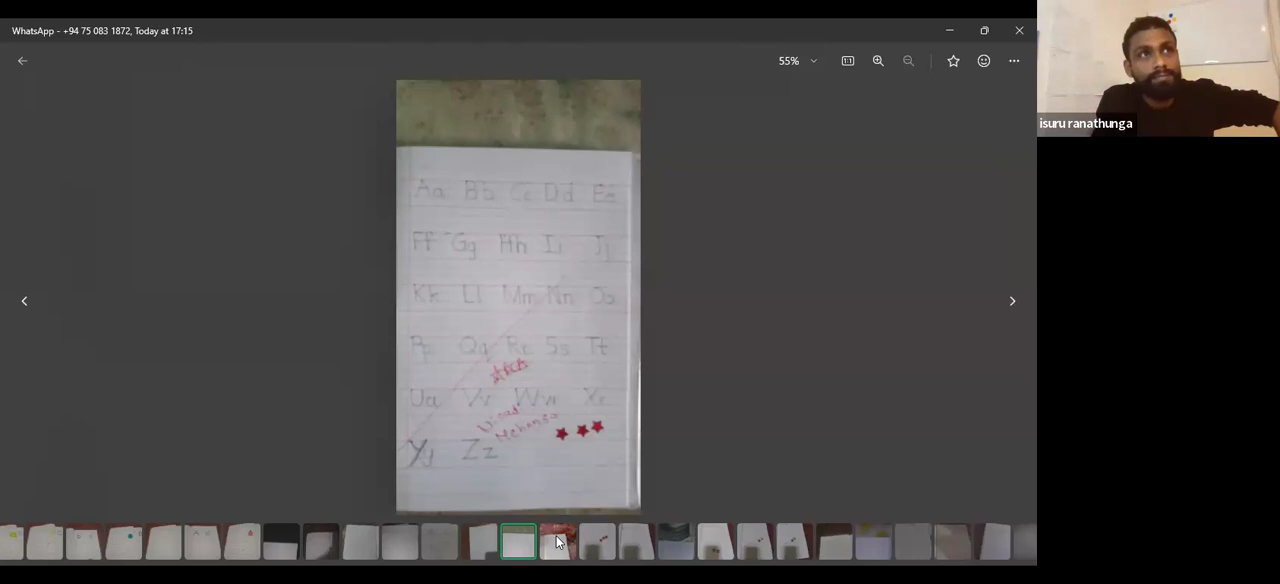 WhatsApp - +94 75 083 1872, Today at 17:15
55%
isuru ranathunga
Aa Bb Cc Dd Ee
Ff Gg Hh Ii Jj
Kk Ll Mm Nn Oo
Pp Qq Rr Ss Tt
Ua Vv Ww Xx
Yy Zz